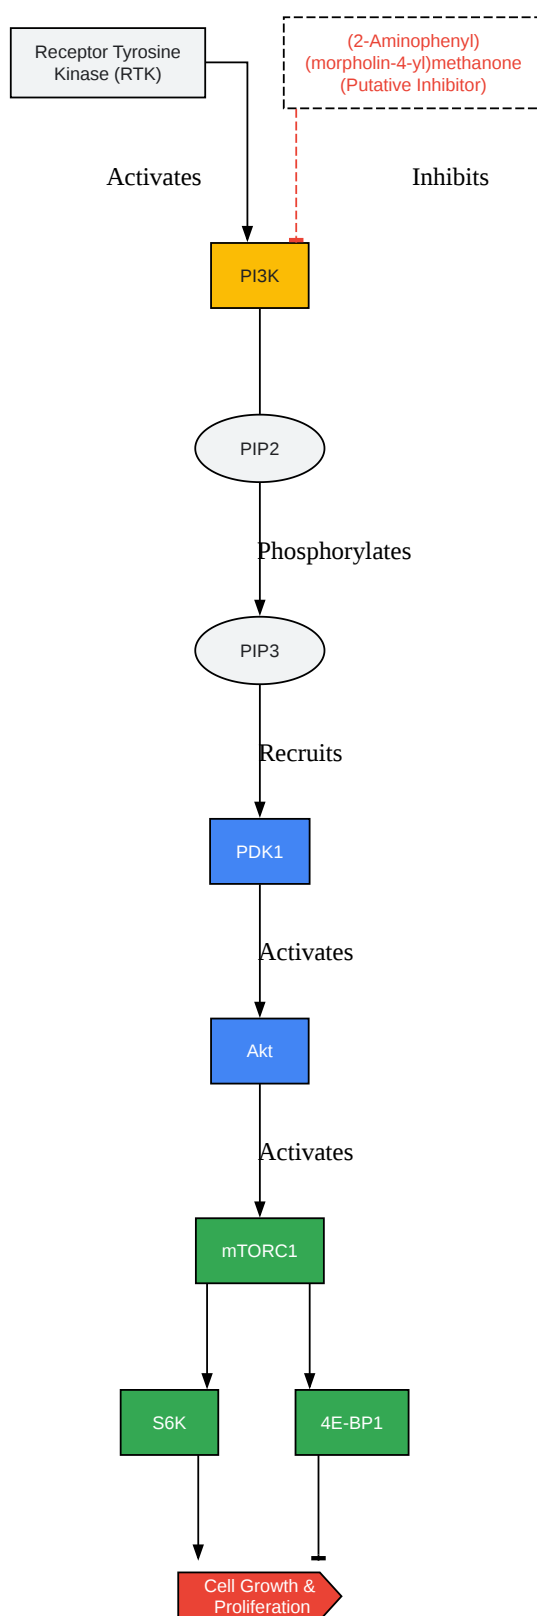 Receptor Tyrosine
Kinase (RTK)
(2-Aminophenyl)
(morpholin-4-yl)methanone
(Putative Inhibitor)
Activates
Inhibits
PI3K
PIP2
Phosphorylates
PIP3
Recruits
PDK1
Activates
Akt
Activates
mTORC1
S6K
4E-BP1
Cell Growth &
Proliferation